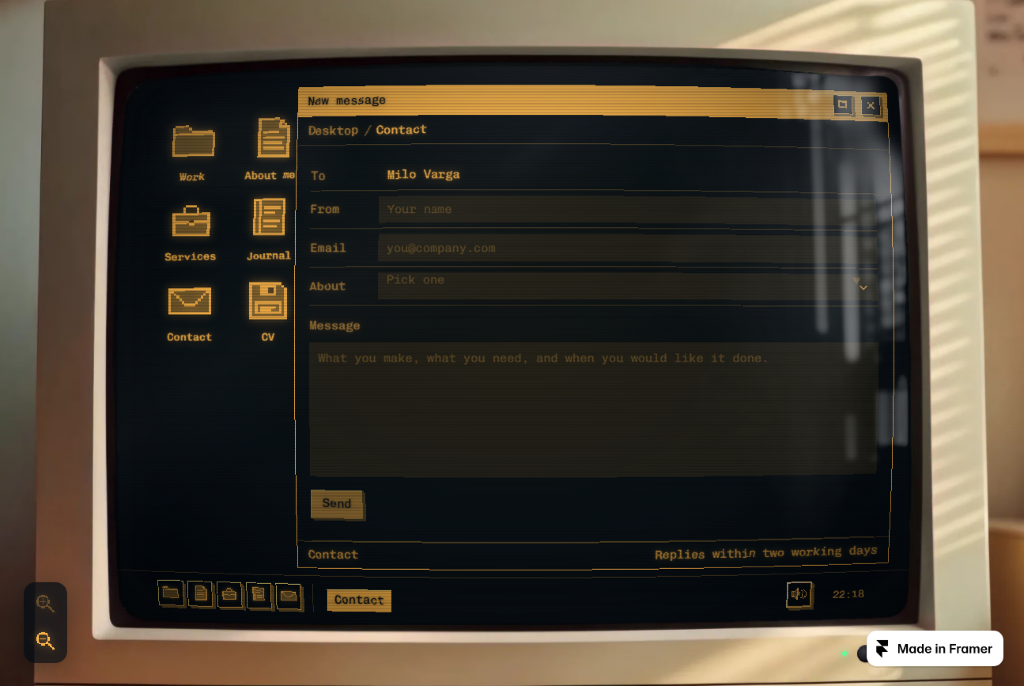 New message
Desktop / Contact
Work
About me
To
Milo Varga
From
Your name
Email
you@company.com
Services
Journal
About
Pick one
Message
Contact
CV
What you make, what you need, and when you would like it done.
Send
Contact
Replies within two working days
Contact
22:18
Made in Framer